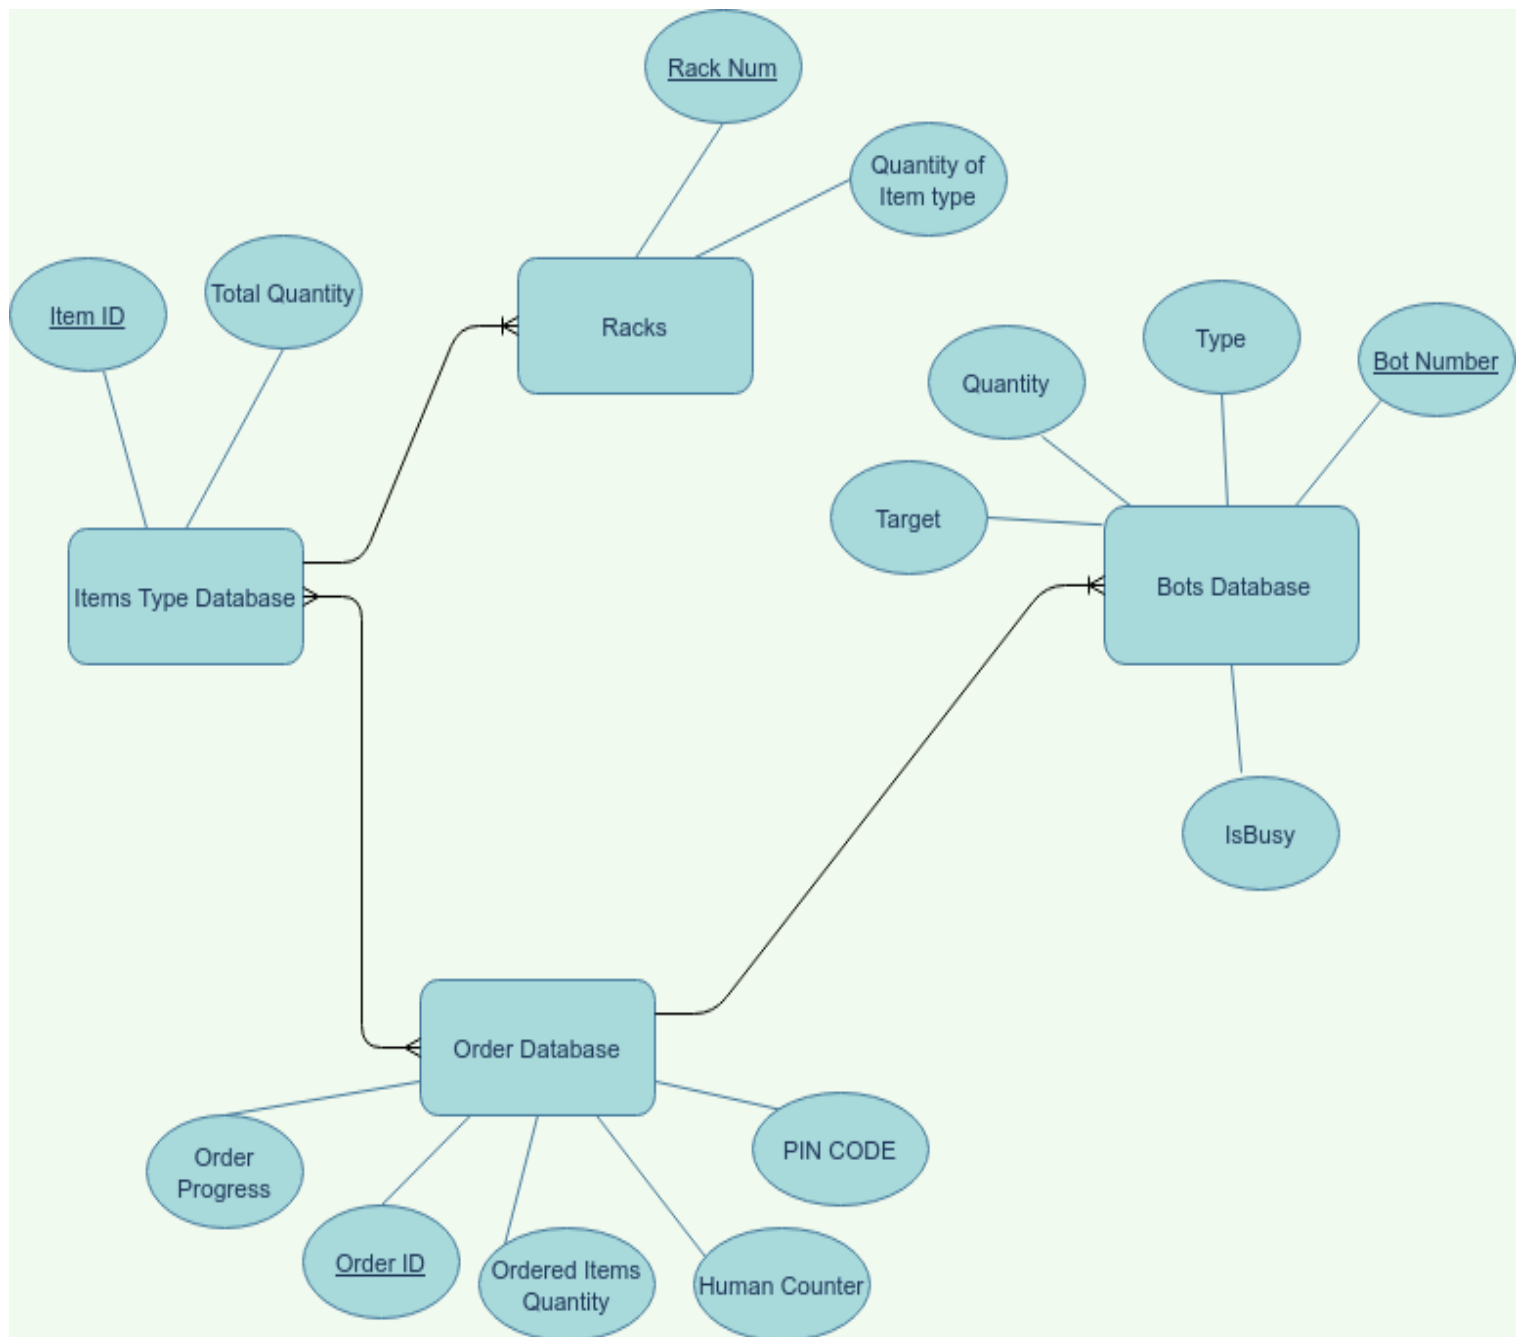 Rack Num
Quantity of
Item type
Item ID
Total Quantity
Racks
Type
Bot Number
Quantity
Target
Items Type Database
Bots Database
IsBusy
Order Database
Order
Progress
PIN CODE
Order ID
Ordered Items
Quantity
Human Counter